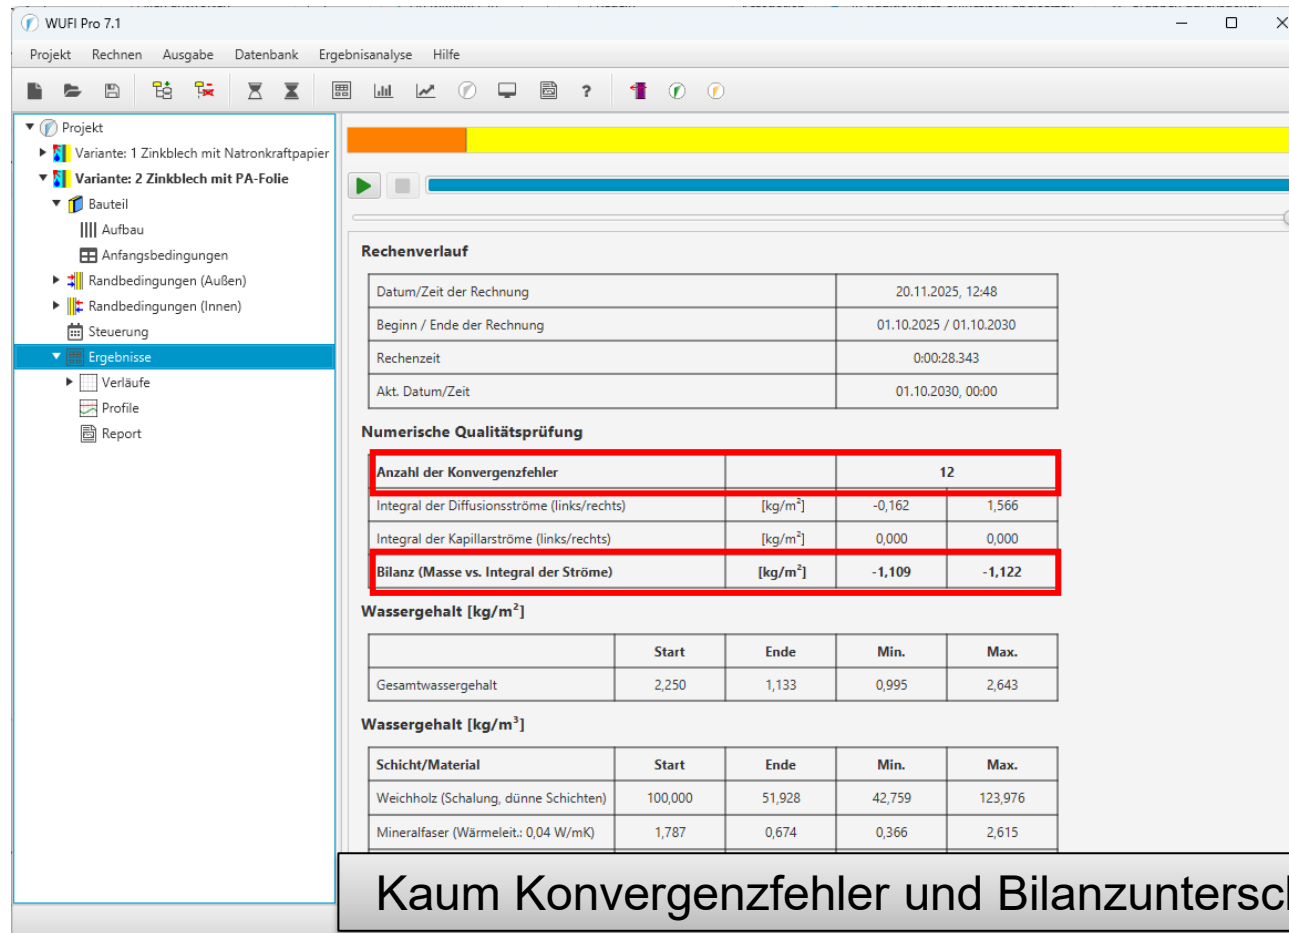 WUFI Pro 7.1
Projekt Rechnen Ausgabe Datenbank Ergebnisanalyse Hilfe
?
Projekt
Variante: 1 Zinkblech mit Natronkraftpapier
Variante: 2 Zinkblech mit PA-Folie
Bauteil
Aufbau
Anfangsbedingungen
Randbedingungen (Außen)
Randbedingungen (Innen)
Steuerung
Ergebnisse
Verläufe
Profile
Report
Rechenverlauf
Datum/Zeit der Rechnung 20.11.2025, 12:48
Beginn / Ende der Rechnung 01.10.2025 / 01.10.2030
Rechenzeit 0:00:28.343
Akt. Datum/Zeit 01.10.2030, 00:00
Numerische Qualitätsprüfung
Anzahl der Konvergenzfehler 12
Integral der Diffusionsströme (links/rechts) [kg/m²] -0,162 1,566
Integral der Kapillarströme (links/rechts) [kg/m²] 0,000 0,000
Bilanz (Masse vs. Integral der Ströme) [kg/m²] -1,109 -1,122
Wassergehalt [kg/m²]
Start Ende Min. Max.
Gesamtwassergehalt 2,250 1,133 0,995 2,643
Wassergehalt [kg/m³]
Schicht/Material Start Ende Min. Max.
Weichholz (Schalung, dünne Schichten) 100,000 51,928 42,759 123,976
Mineralfaser (Wärmeleit.: 0,04 W/mK) 1,787 0,674 0,366 2,615
Kaum Konvergenzfehler und Bilanzuntersch